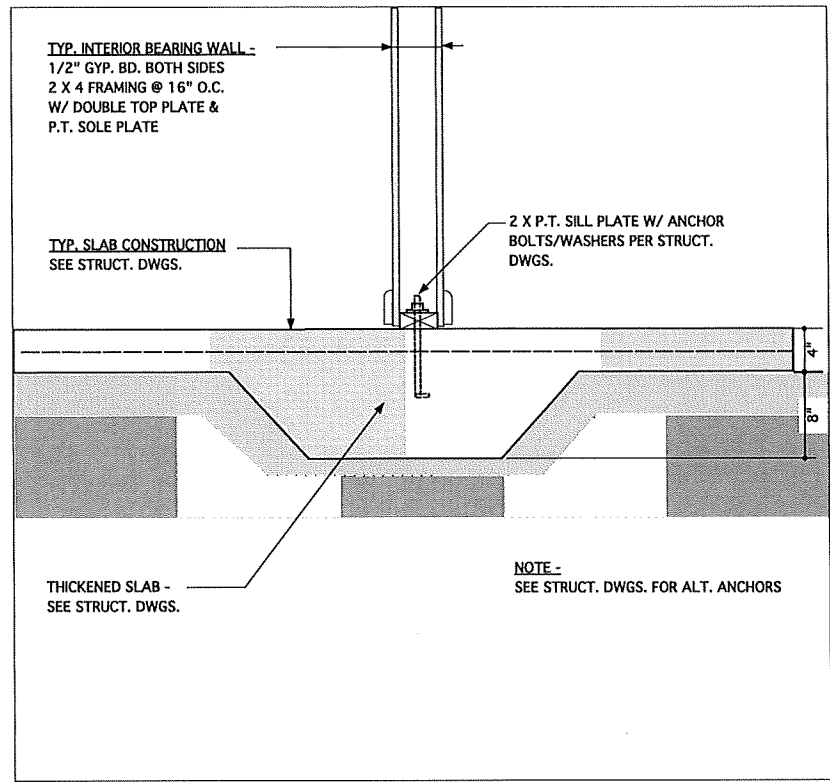 TYP. INTERIOR BEARING WALL -
1/2" GYP. BD. BOTH SIDES
2 X 4 FRAMING @ 16" O.C.
W/ DOUBLE TOP PLATE &
P.T. SOLE PLATE
2 X P.T. SILL PLATE W/ ANCHOR
BOLTS/WASHERS PER STRUCT.
DWGS.
TYP. SLAB CONSTRUCTION
SEE STRUCT. DWGS.
4"
8"
THICKENED SLAB -
SEE STRUCT. DWGS.
NOTE -
SEE STRUCT. DWGS. FOR ALT. ANCHORS